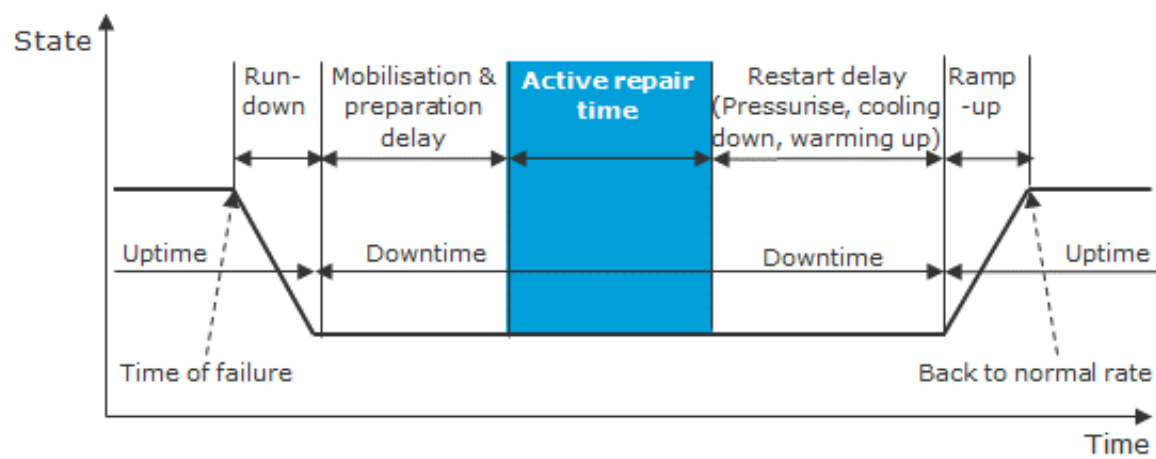 State
Run-
down
Mobilisation &
preparation
delay
Active repair
time
Restart delay
(Pressurise, cooling
down, warming up)
Ramp
-up
Uptime
Downtime
Downtime
Uptime
Time of failure
Back to normal rate
Time